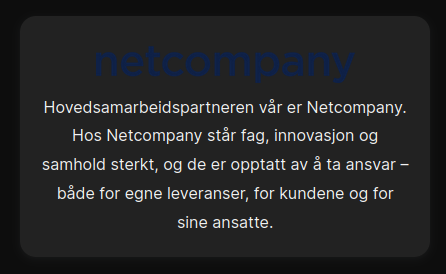 netcompany
Hovedsamarbeidspartneren vår er Netcompany.
Hos Netcompany står fag, innovasjon og
samhold sterkt, og de er opptatt av å ta ansvar –
både for egne leveranser, for kundene og for
sine ansatte.